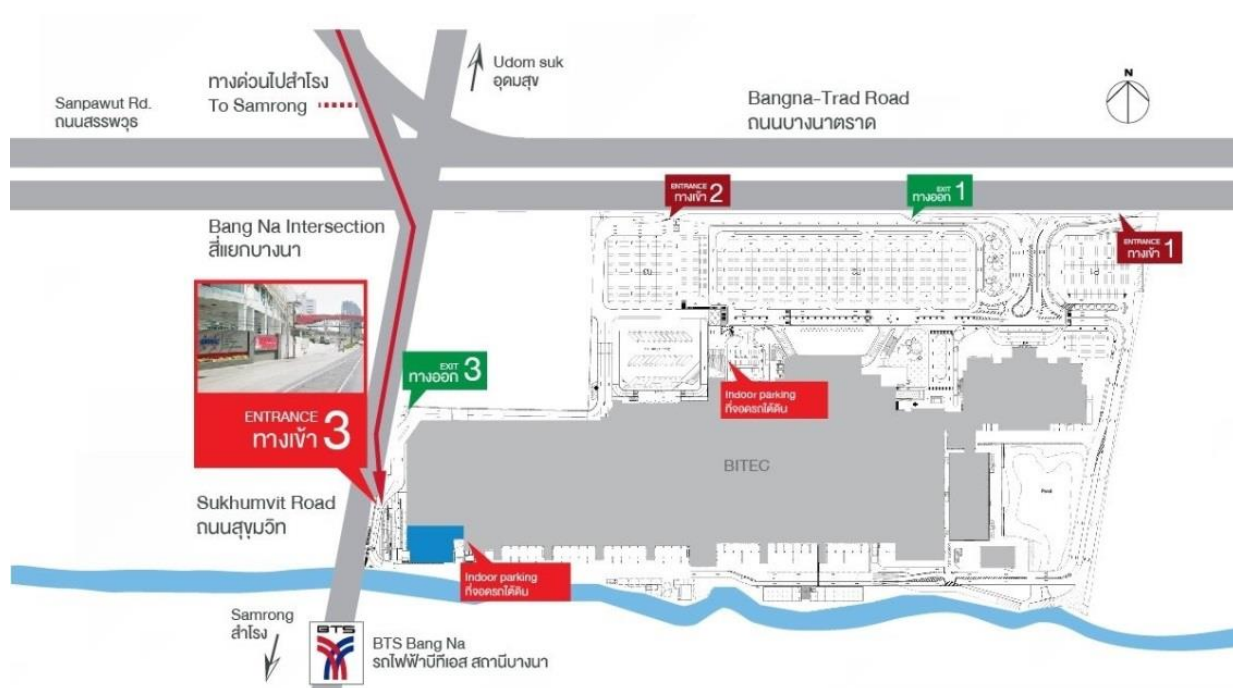 Udom suk
อุดมสุข
N
ทางด่วนไปสำโรง
To Samrong
Sanpawut Rd.
ถนนสรรพวุธ
Bangna-Trad Road
ถนนบางนาตราด
ENTRANCE
ทางเข้า 2
EXIT
ทางออก 1
ENTRANCE
ทางเข้า 1
Bang Na Intersection
สี่แยกบางนา
EXIT
ทางออก 3
ENTRANCE
ทางเข้า 3
Indoor parking
ที่จอดรถใต้ดิน
BITEC
Pond
Sukhumvit Road
ถนนสุขุมวิท
Indoor parking
ที่จอดรถใต้ดิน
Samrong
สำโรง
BTS
BTS Bang Na
รถไฟฟ้าบีทีเอส สถานีบางนา